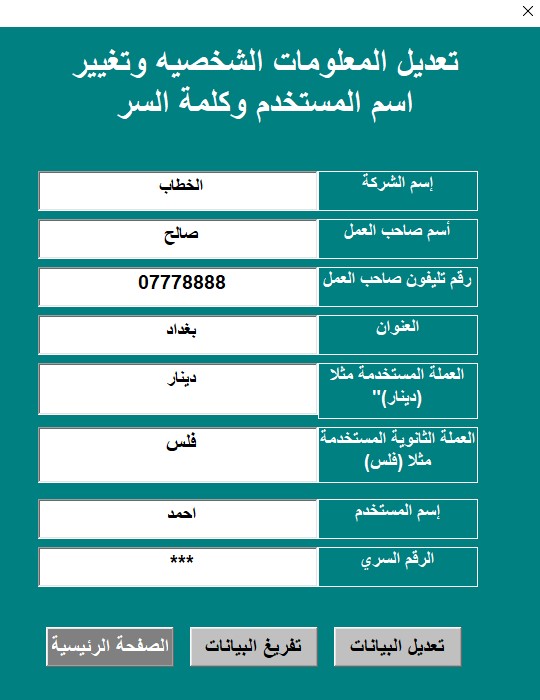 تعديل المعلومات الشخصيه وتغيير
اسم المستخدم وكلمة السر
إسم الشركة
الخطاب
أسم صاحب العمل
صالح
رقم تليفون صاحب العمل
07778888
العنوان
بغداد
العملة المستخدمة مثلا
(دينار)"
دينار
العملة الثانوية المستخدمة
مثلا (فلس)
فلس
إسم المستخدم
احمد
الرقم السري
***
تعديل البيانات
تفريغ البيانات
الصفحة الرئيسية